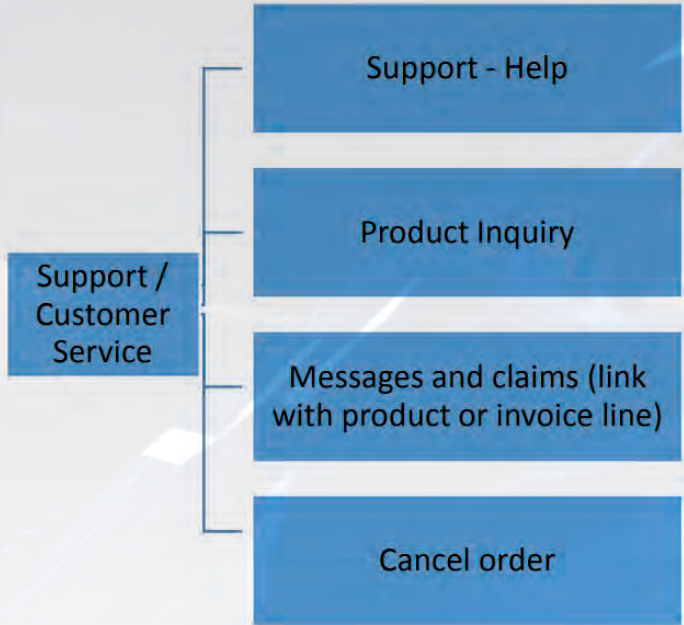 Support - Help
Product Inquiry
Support /
Customer
Service
Messages and claims (link
with product or invoice line)
Cancel order